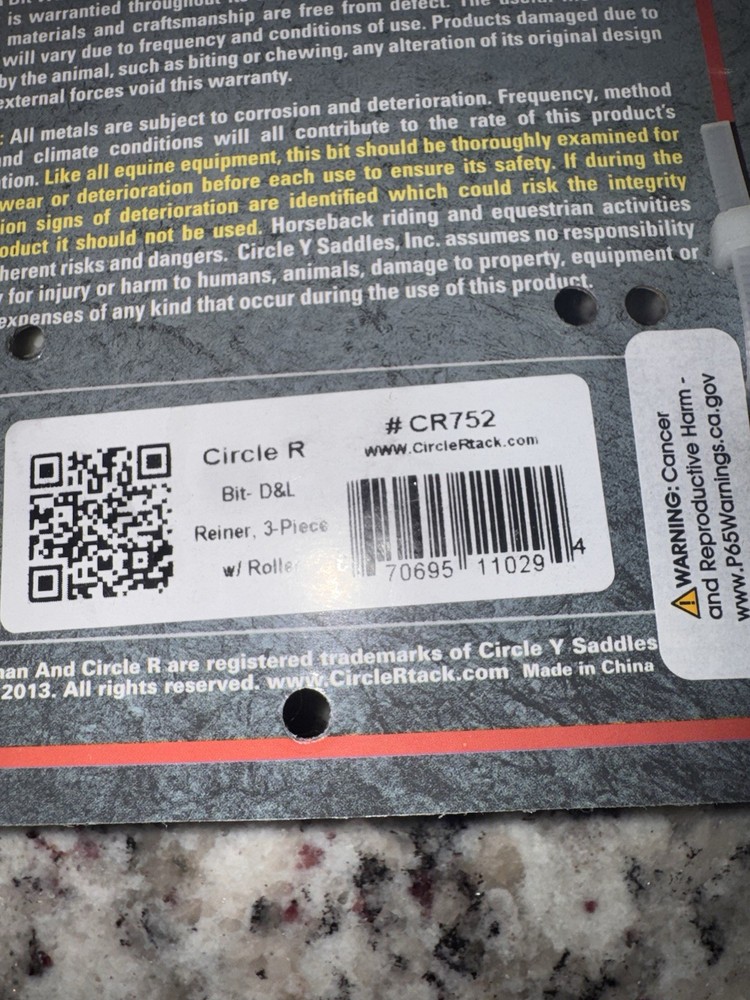 is warrantied throughout
materials and craftsmanship are free from defect. The
will vary due to frequency and conditions of use. Products damaged due to
by the animal, such as biting or chewing, any alteration of its original design
external forces void this warranty.
: All metals are subject to corrosion and deterioration. Frequency, method
nd climate conditions will all contribute to the rate of this product's
tion. Like all equine equipment, this bit should be thoroughly examined for
wear or deterioration before each use to ensure its safety. If during the
ion signs of deterioration are identified which could risk the integrity
oduct it should not be used. Horseback riding and equestrian activities
herent risks and dangers. Circle Y Saddles, Inc. assumes no responsibility
y for injury or harm to humans, animals, damage to property, equipment or
expenses of any kind that occur during the use of this product.
Circle R
Bit- D&L
Reiner, 3-Piece
w/ Rolle
# CR752
www.CircleRtack.com
70695 11029 4
⚠WARNING: Cancer
and Reproductive Harm -
www.P65Warnings.ca.gov
man And Circle R are registered trademarks of Circle Y Saddles
2013. All rights reserved. www.CircleRtack.com Made in China